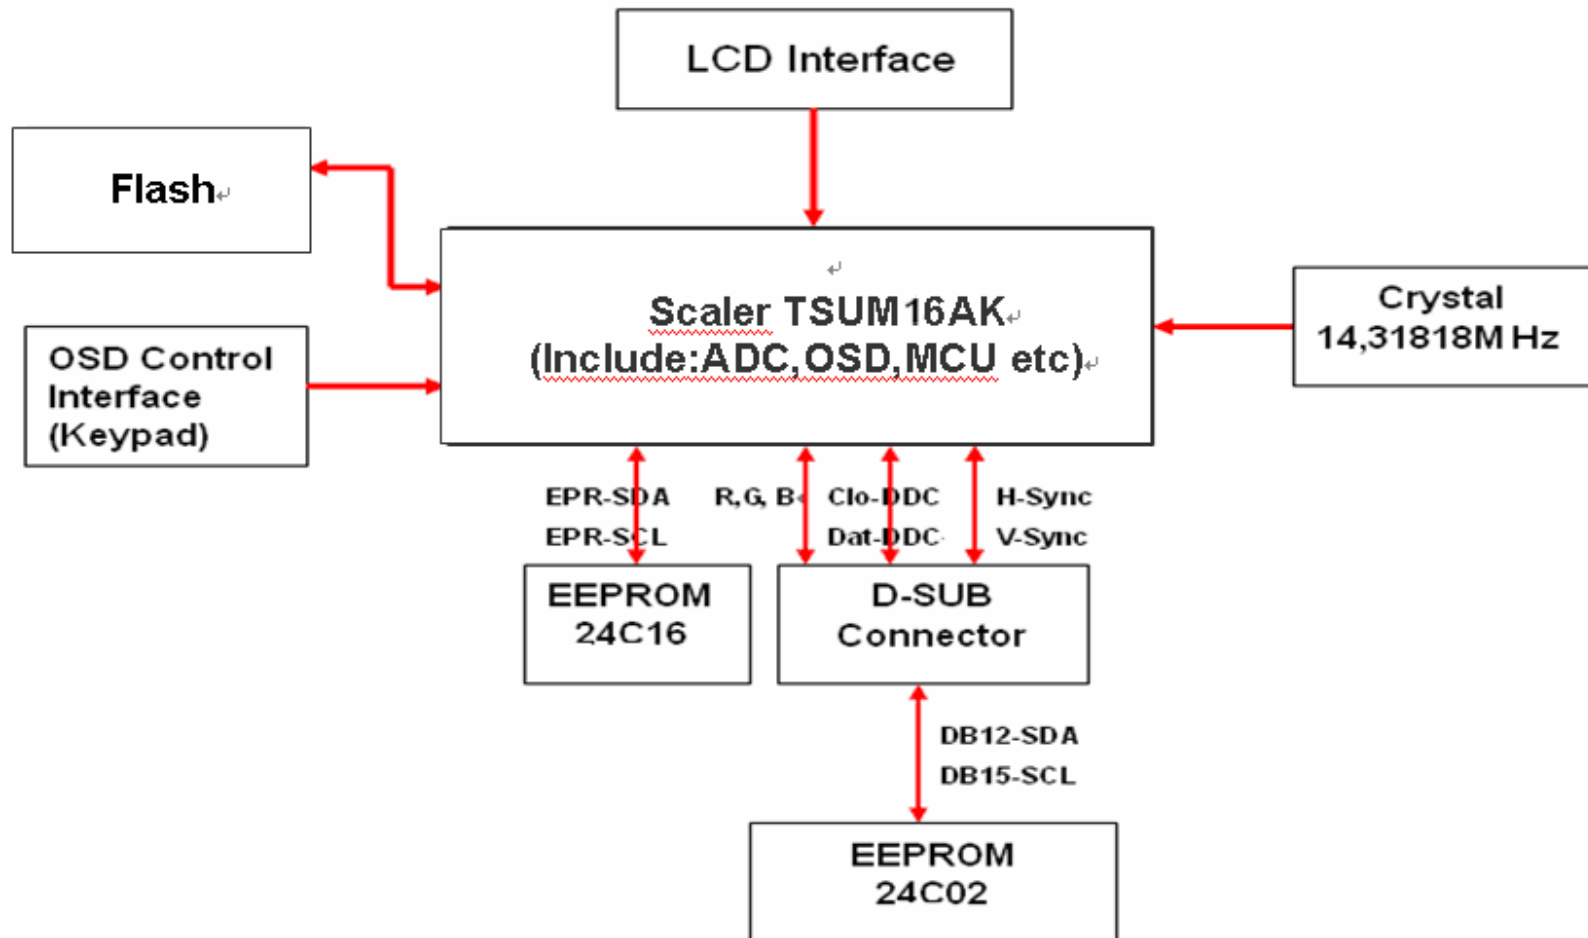 LCD Interface
Flash
Scaler TSUM16AK
(Include:ADC,OSD,MCU etc)
Crystal
14,31818M Hz
OSD Control
Interface
(Keypad)
EPR-SDA
EPR-SCL
R,G, B
Clo-DDC
Dat-DDC
H-Sync
V-Sync
EEPROM
24C16
D-SUB
Connector
DB12-SDA
DB15-SCL
EEPROM
24C02